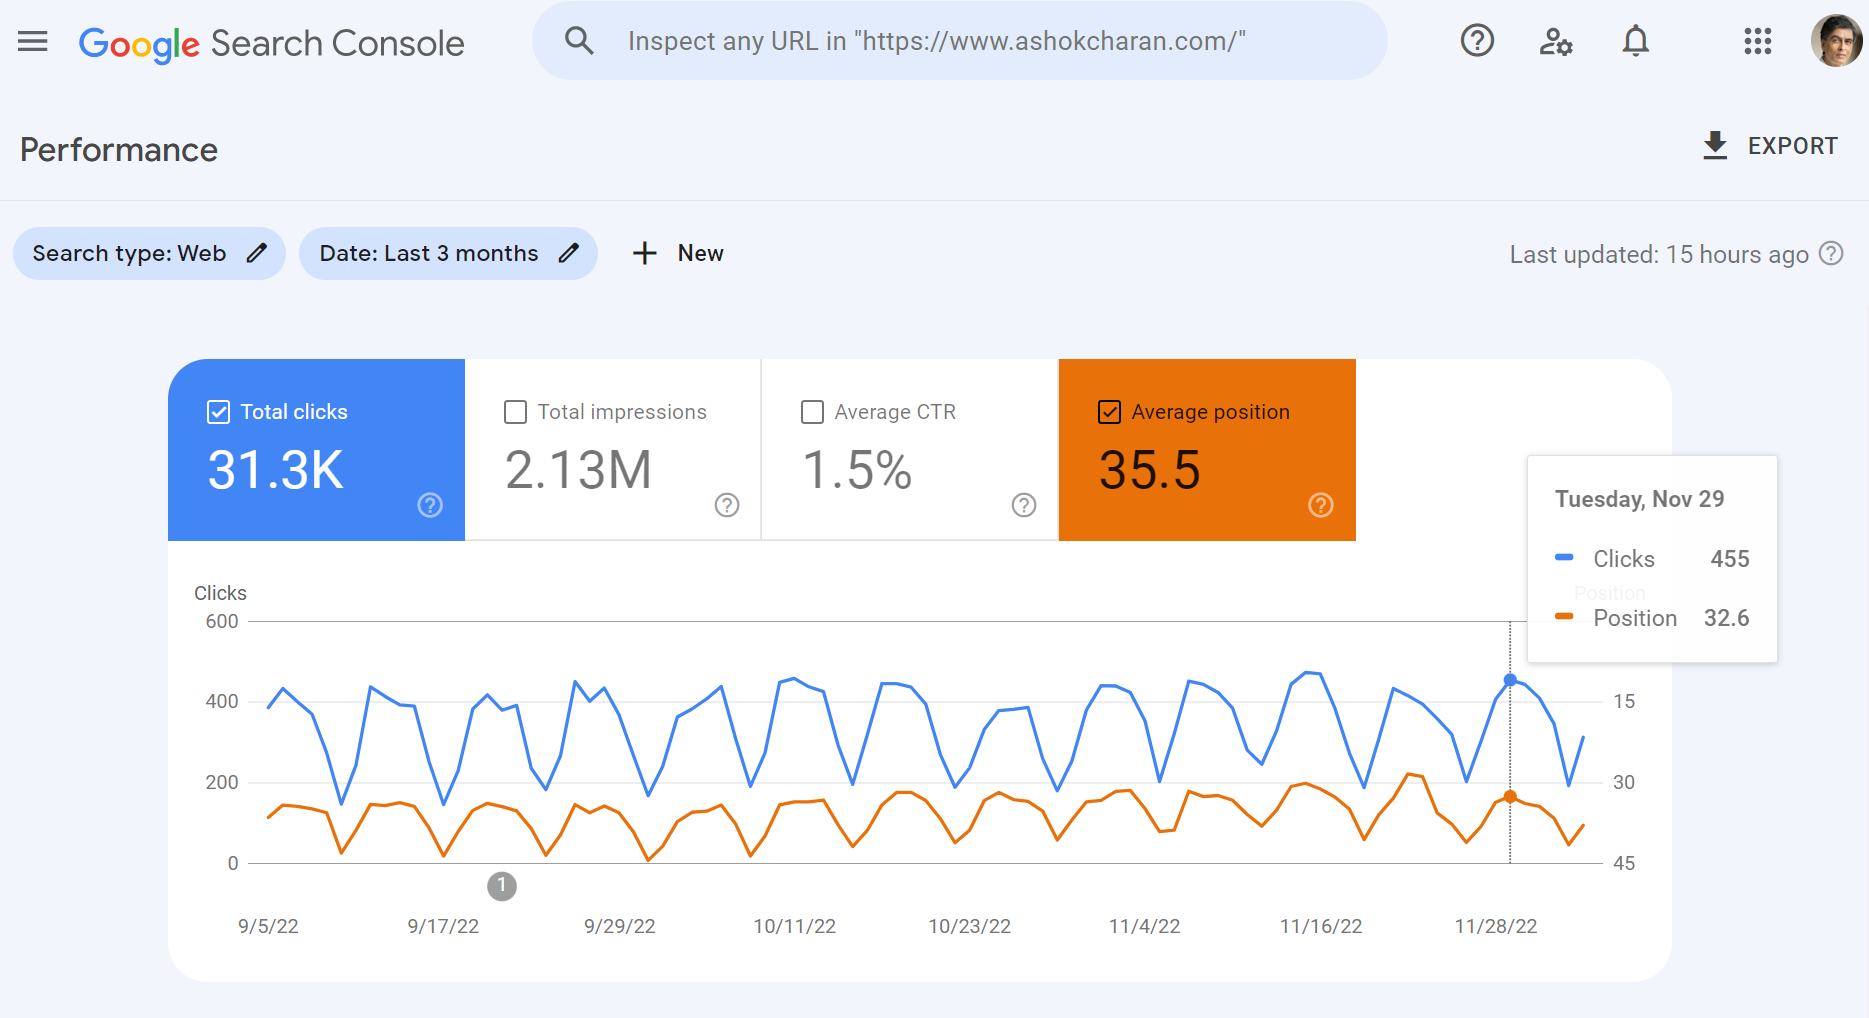 Google Search Console
Inspect any URL in "https://www.ashokcharan.com/"
Performance
EXPORT
Search type: Web
Date: Last 3 months
New
Last updated: 15 hours ago
Total clicks
31.3K
Total impressions
2.13M
Average CTR
1.5%
Average position
35.5
Tuesday, Nov 29
Clicks 455
Position 32.6
Clicks
Position
600
400
200
0
15
30
45
1
9/5/22
9/17/22
9/29/22
10/11/22
10/23/22
11/4/22
11/16/22
11/28/22